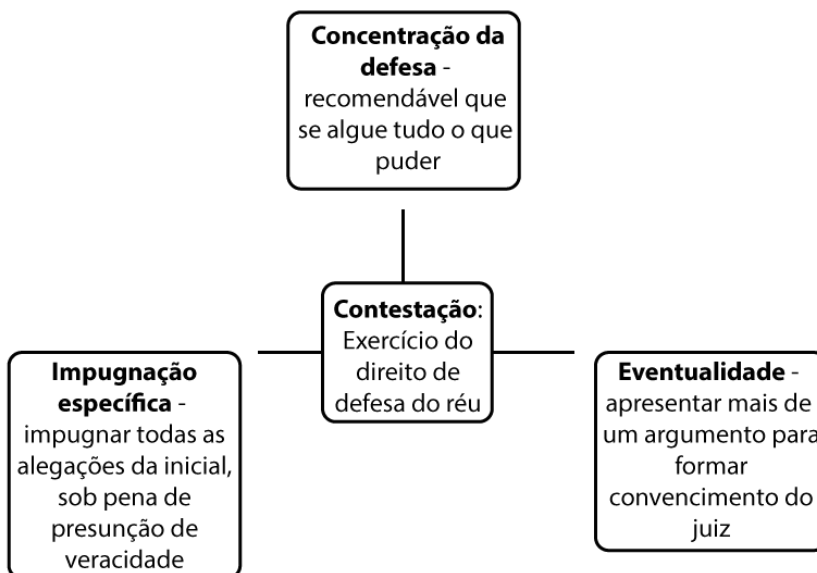 Concentração da
defesa -
recomendável que
se algue tudo o que
puder
Contestação:
Exercício do
direito de
defesa do réu
Impugnação
específica -
impugnar todas as
alegações da inicial,
sob pena de
presunção de
veracidade
Eventualidade -
apresentar mais de
um argumento para
formar
convencimento do
juiz